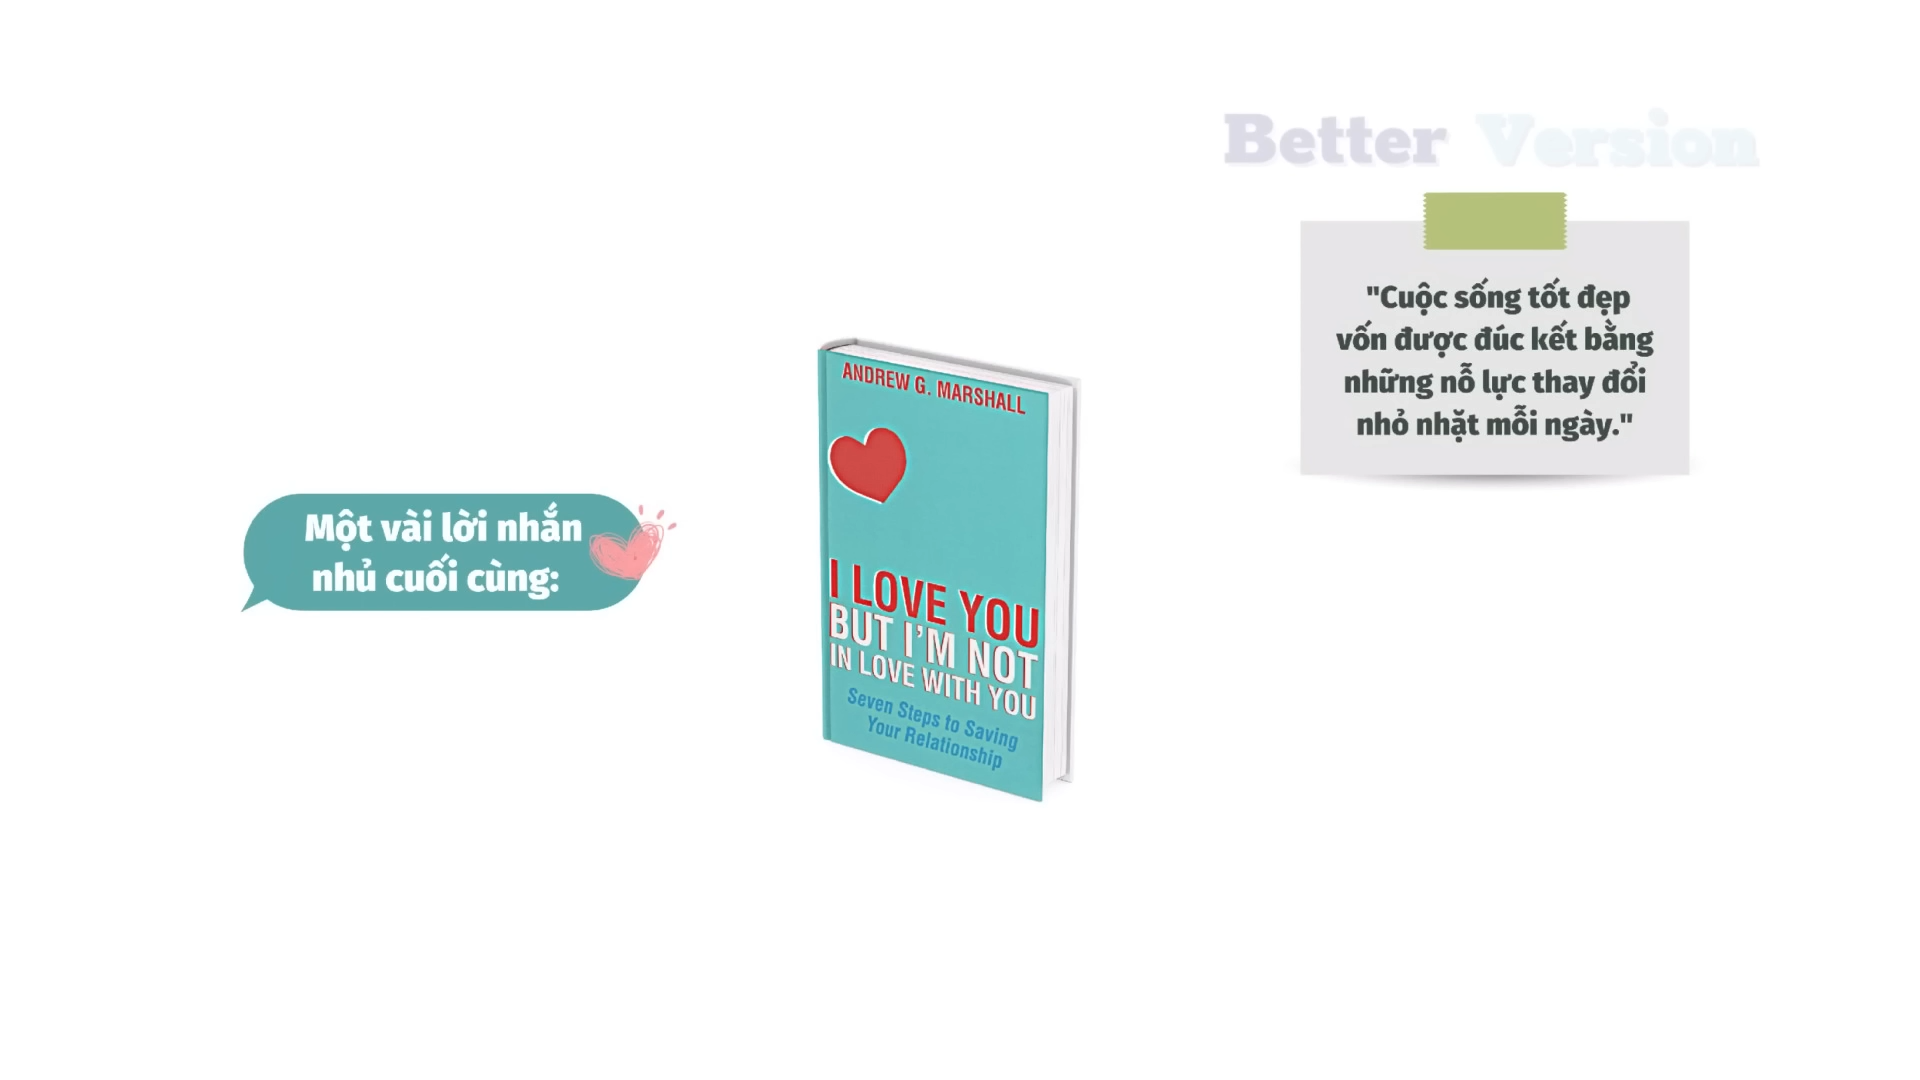 Better Version
"Cuộc sống tốt đẹp
vốn được đúc kết bằng
những nỗ lực thay đổi
nhỏ nhặt mỗi ngày."
Một vài lời nhắn
nhủ cuối cùng:
ANDREW G. MARSHALL
I LOVE YOU
BUT I'M NOT
IN LOVE WITH YOU
Seven Steps to Saving
Your Relationship